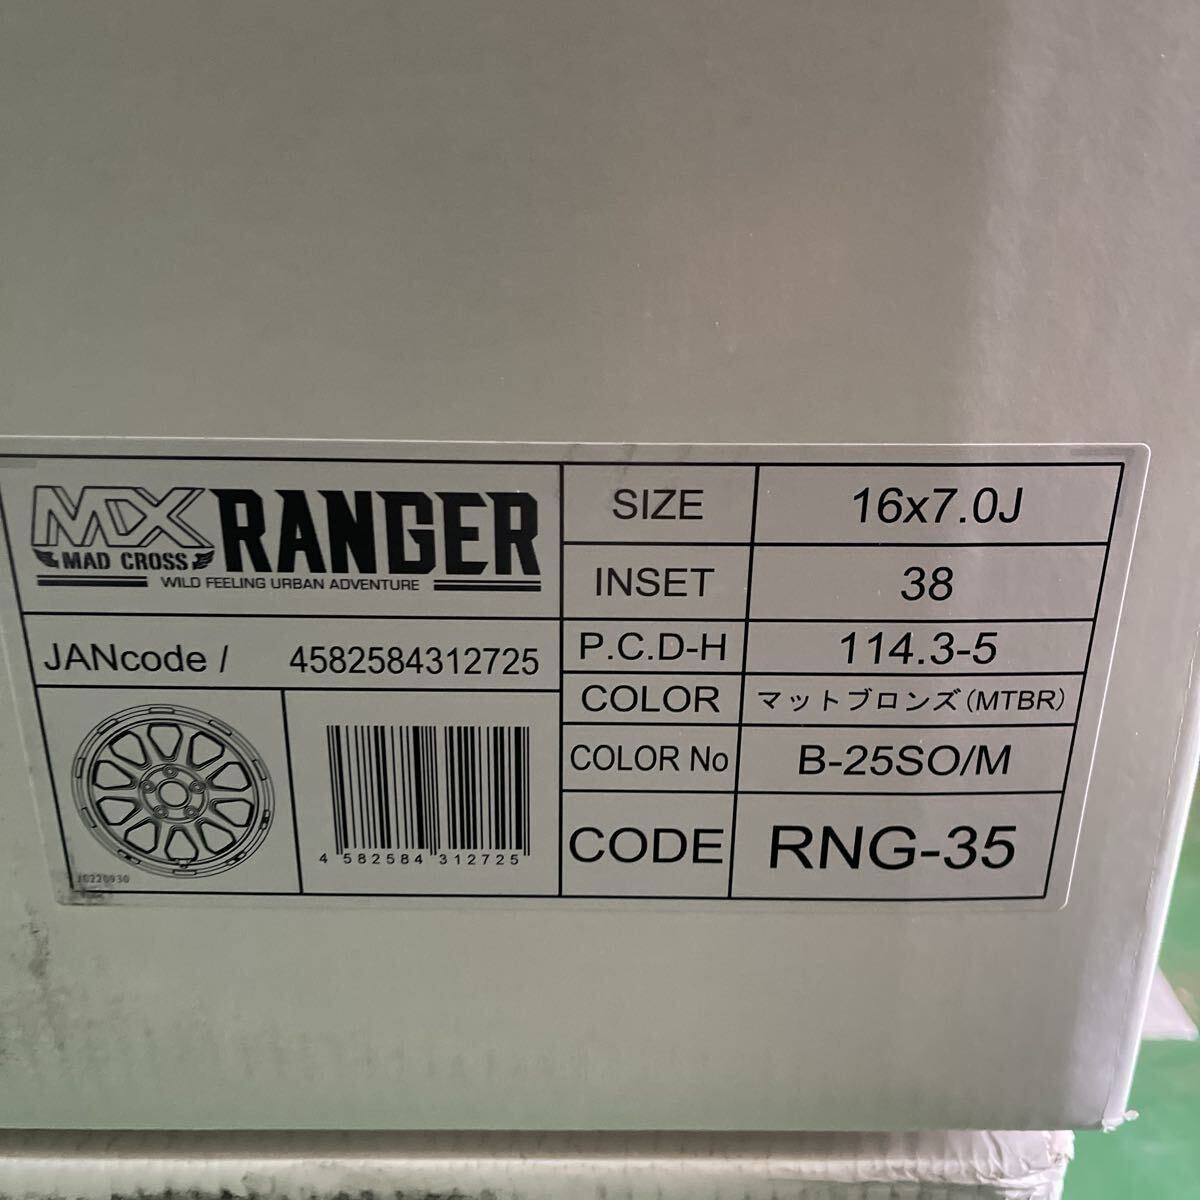 MX RANGER
MAD CROSS
WILD FEELING URBAN ADVENTURE
JANcode / 4582584312725
4 582584 312725
J0220930
SIZE 16x7.0J
INSET 38
P.C.D-H 114.3-5
COLOR マットブロンズ(MTBR)
COLOR No B-25SO/M
CODE RNG-35